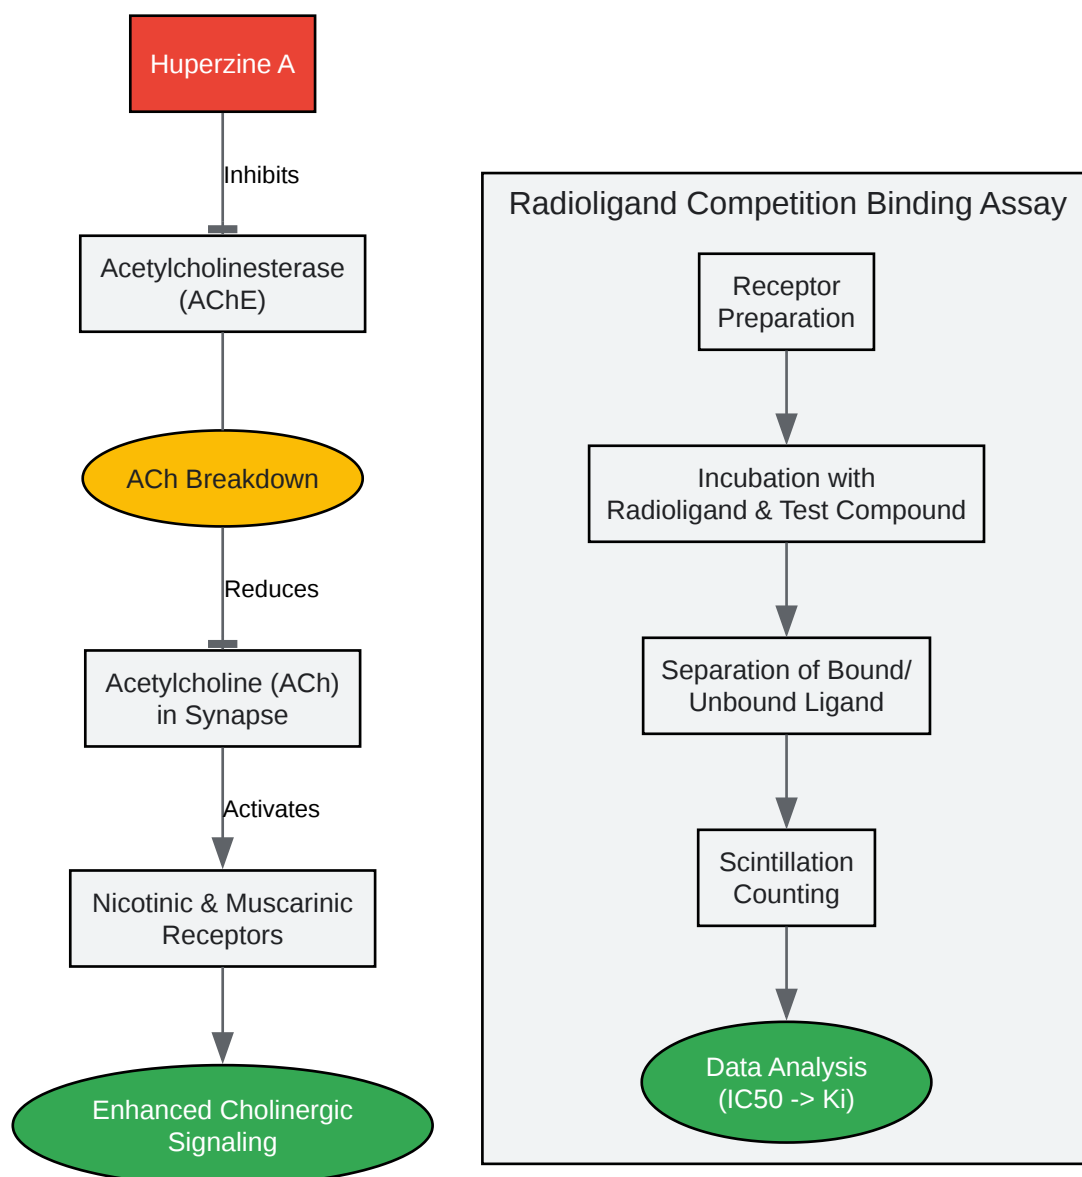 Huperzine A
Inhibits
Acetylcholinesterase
(AChE)
ACh Breakdown
Reduces
Acetylcholine (ACh)
in Synapse
Activates
Nicotinic & Muscarinic
Receptors
Enhanced Cholinergic
Signaling
Radioligand Competition Binding Assay
Receptor
Preparation
Incubation with
Radioligand & Test Compound
Separation of Bound/
Unbound Ligand
Scintillation
Counting
Data Analysis
(IC50 -> Ki)